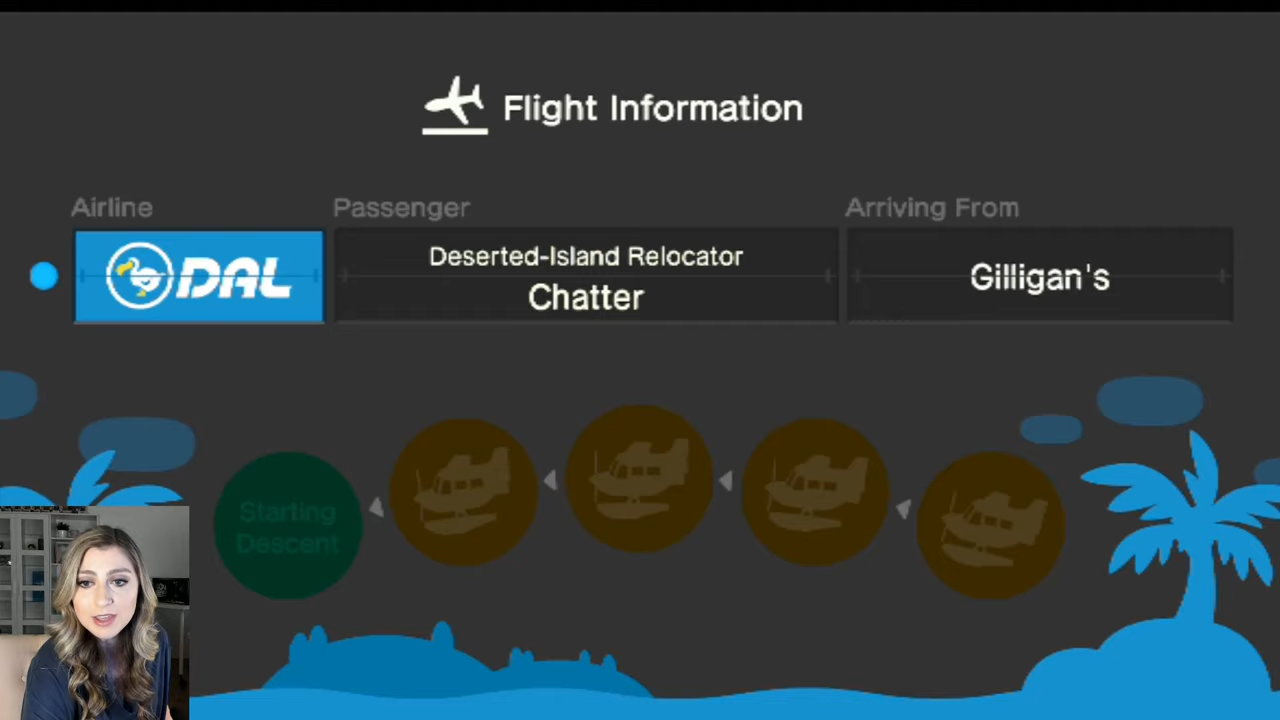 Flight Information
Airline
Passenger
Arriving From
DAL
Deserted-Island Relocator
Chatter
Gilligan's
Starting
Descent